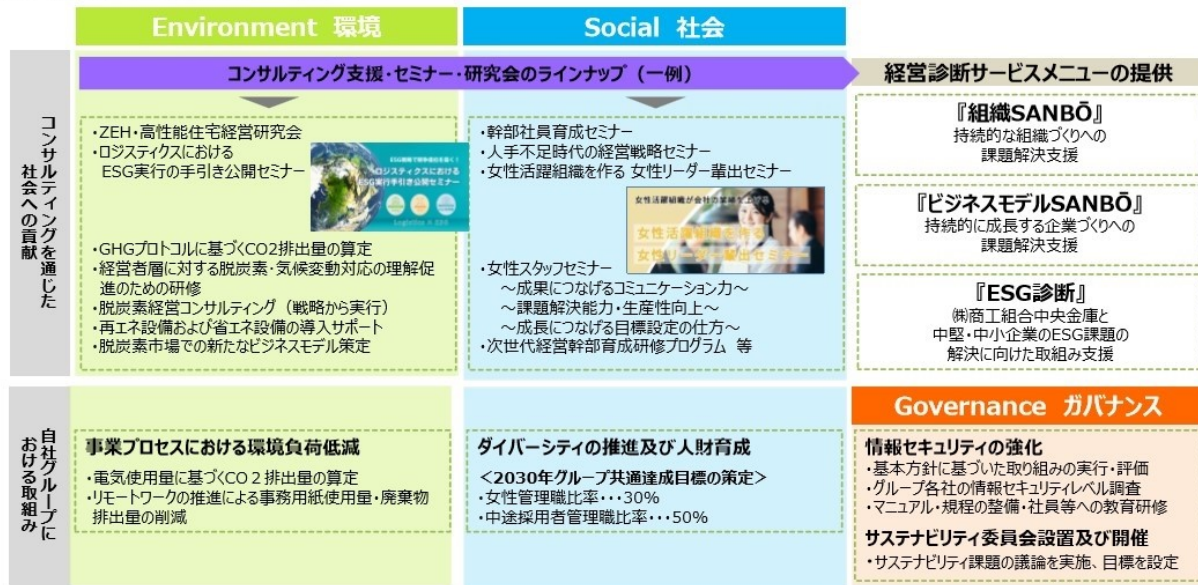 Environment 環境
Social 社会
コンサルティング支援・セミナー・研究会のラインナップ（一例）
経営診断サービスメニューの提供
コンサルティングを通じた
社会への貢献
・ZEH・高性能住宅経営研究会
・ロジスティクスにおける
ESG実行の手引き公開セミナー
ロジスティクスにおける
ESG実行手引き公開セミナー
・GHGプロトコルに基づくCO2排出量の算定
・経営者層に対する脱炭素・気候変動対応の理解促
進のための研修
・脱炭素経営コンサルティング（戦略から実行）
・再エネ設備および省エネ設備の導入サポート
・脱炭素市場での新たなビジネスモデル策定
・幹部社員育成セミナー
・人手不足時代の経営戦略セミナー
・女性活躍組織を作る 女性リーダー輩出セミナー
女性活躍組織が会社の業績を上げる
女性活躍組織を作る
女性リーダー輩出セミナー
・女性スタッフセミナー
～成果につなげるコミュニケーション力～
～課題解決能力・生産性向上～
～成長につなげる目標設定の仕方～
・次世代経営幹部育成研修プログラム 等
『組織SANBŌ』
持続的な組織づくりへの
課題解決支援
『ビジネスモデルSANBŌ』
持続的に成長する企業づくりへの
課題解決支援
『ESG診断』
㈱商工組合中央金庫と
中堅・中小企業のESG課題の
解決に向けた取組み支援
自社グループに
おける取組み
事業プロセスにおける環境負荷低減
・電気使用量に基づくCO２排出量の算定
・リモートワークの推進による事務用紙使用量・廃棄物
排出量の削減
ダイバーシティの推進及び人財育成
＜2030年グループ共通達成目標の策定＞
・女性管理職比率・・・30%
・中途採用者管理職比率・・・50%
Governance ガバナンス
情報セキュリティの強化
・基本方針に基づいた取り組みの実行・評価
・グループ各社の情報セキュリティレベル調査
・マニュアル・規程の整備・社員等への教育研修
サステナビリティ委員会設置及び開催
・サステナビリティ課題の議論を実施、目標を設定